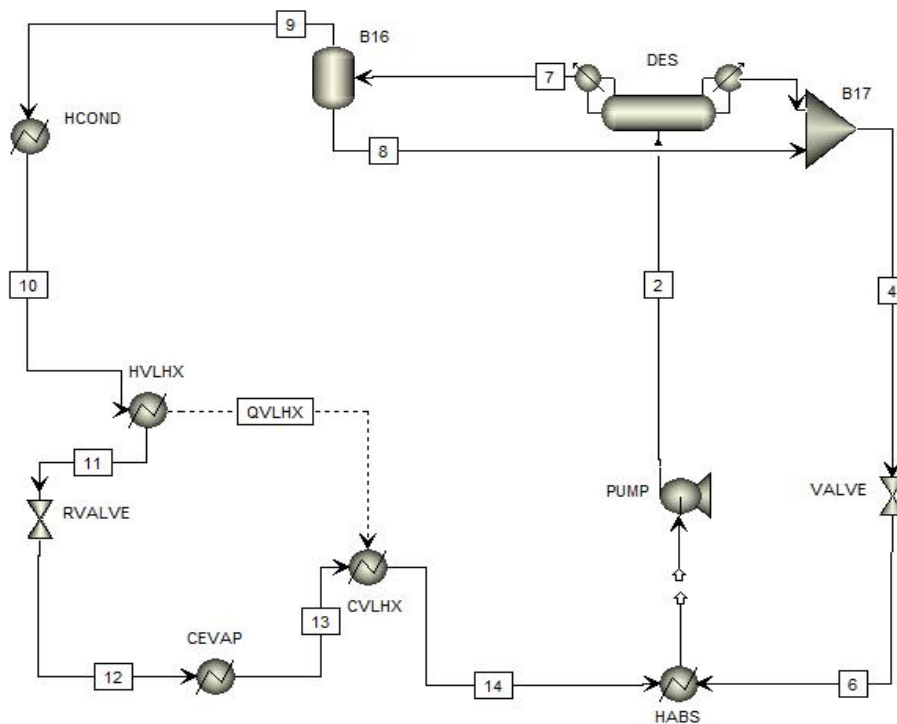 9
B16
7
DES
B17
HCOND
8
10
2
4
HVLHX
QVLHX
11
RVALVE
PUMP
VALVE
13
CVLHX
CEVAP
12
14
6
HABS